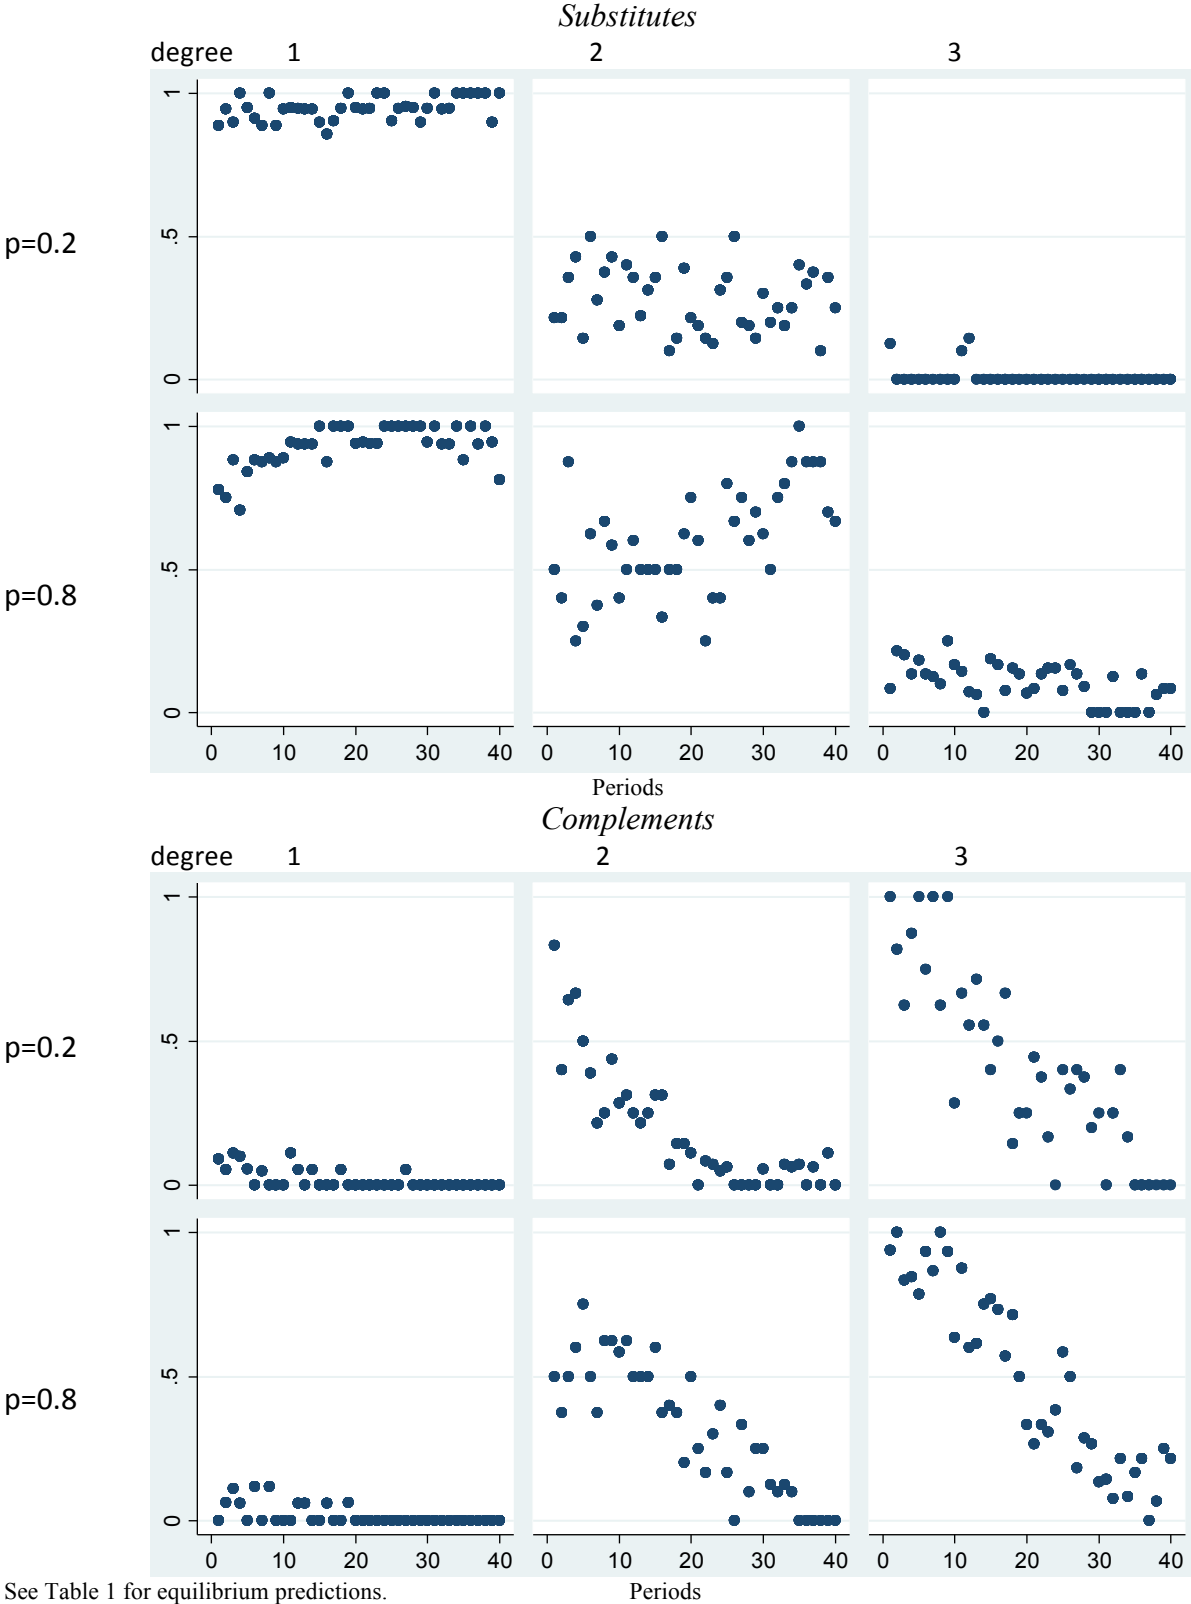 Substitutes
degree 1 2 3
p=0.2
1
.5
0
p=0.8
1
.5
0
0 10 20 30 40 0 10 20 30 40 0 10 20 30 40
Periods
Complements
degree 1 2 3
p=0.2
1
.5
0
p=0.8
1
.5
0
0 10 20 30 40 0 10 20 30 40 0 10 20 30 40
See Table 1 for equilibrium predictions. Periods